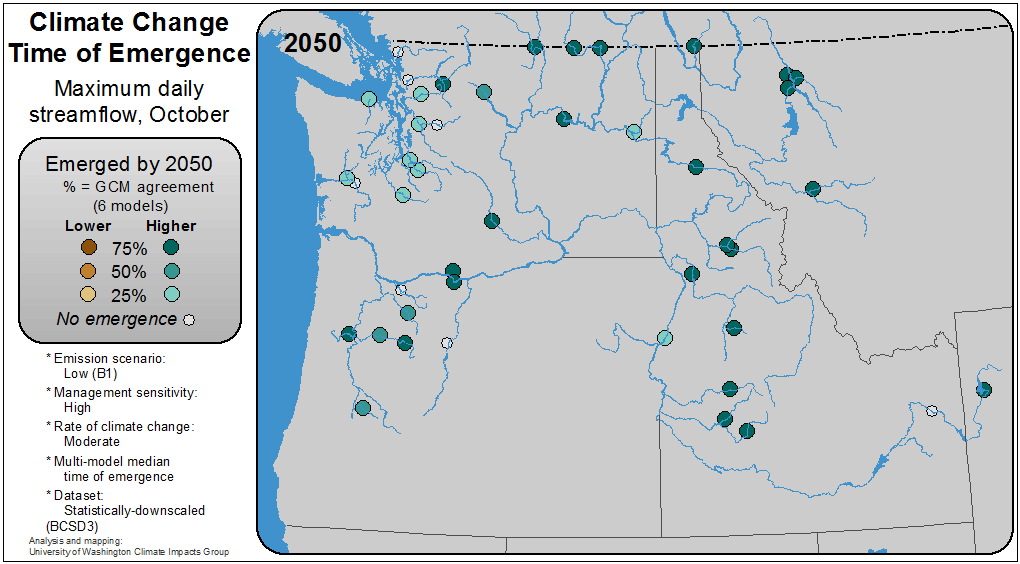 Climate Change
Time of Emergence
Maximum daily
streamflow, October
Emerged by 2050
% = GCM agreement
(6 models)
Lower Higher
75%
50%
25%
No emergence
* Emission scenario:
Low (B1)
* Management sensitivity:
High
* Rate of climate change:
Moderate
* Multi-model median
time of emergence
* Dataset:
Statistically-downscaled
(BCSD3)
Analysis and mapping:
University of Washington Climate Impacts Group
2050